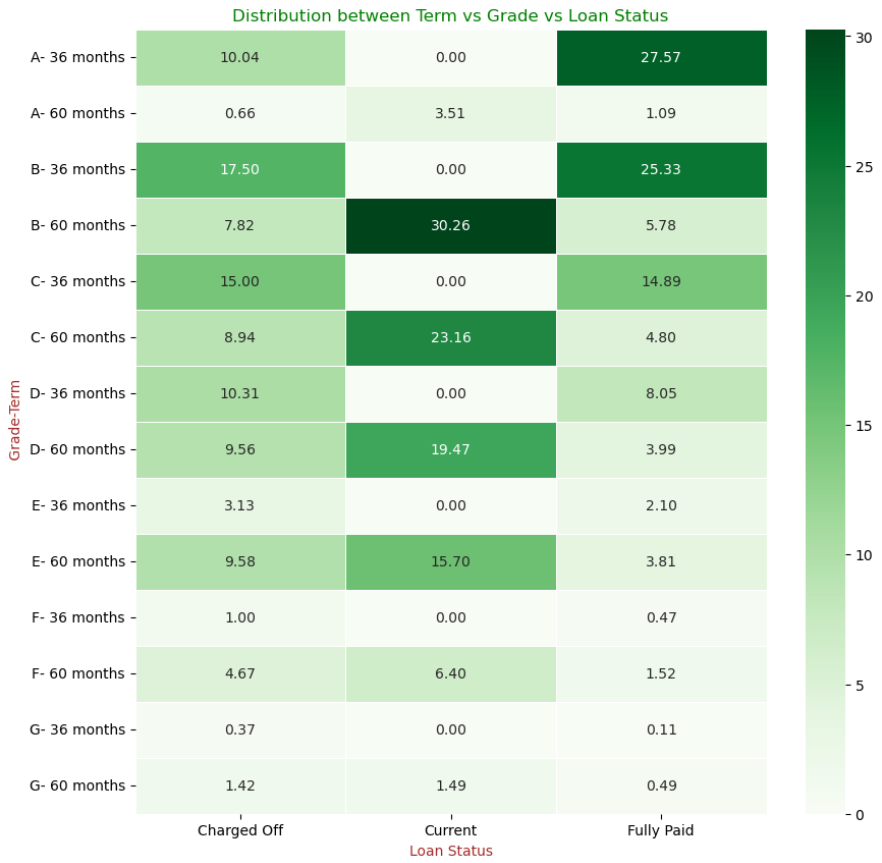 Distribution between Term vs Grade vs Loan Status
A- 36 months 10.04 0.00 27.57
A- 60 months 0.66 3.51 1.09
B- 36 months 17.50 0.00 25.33
B- 60 months 7.82 30.26 5.78
C- 36 months 15.00 0.00 14.89
C- 60 months 8.94 23.16 4.80
D- 36 months 10.31 0.00 8.05
D- 60 months 9.56 19.47 3.99
E- 36 months 3.13 0.00 2.10
E- 60 months 9.58 15.70 3.81
F- 36 months 1.00 0.00 0.47
F- 60 months 4.67 6.40 1.52
G- 36 months 0.37 0.00 0.11
G- 60 months 1.42 1.49 0.49
Charged Off Current Fully Paid
Loan Status
Grade-Term
30
25
20
15
10
5
0